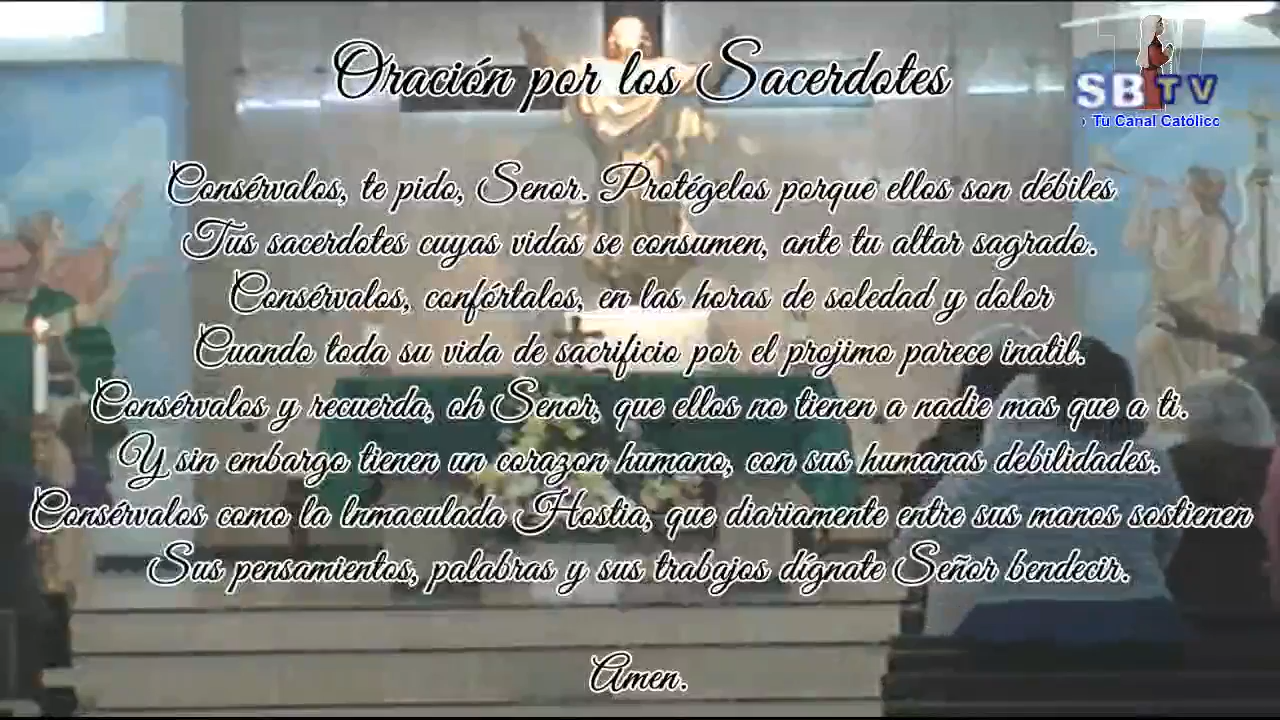 Oración por los Sacerdotes
SBTV
Tu Canal Católico
Consérvalos, te pido, Senor. Protégelos porque ellos son débiles
Tus sacerdotes cuyas vidas se consumen, ante tu altar sagrado.
Consérvalos, confórtalos, en las horas de soledad y dolor
Cuando toda su vida de sacrificio por el projimo parece inatil.
Consérvalos y recuerda, oh Senor, que ellos no tienen a nadie mas que a ti.
Y sin embargo tienen un corazon humano, con sus humanas debilidades.
Consérvalos como la lnmaculada Hostia, que diariamente entre sus manos sostienen
Sus pensamientos, palabras y sus trabajos dígnate Señor bendecir.
Amen.